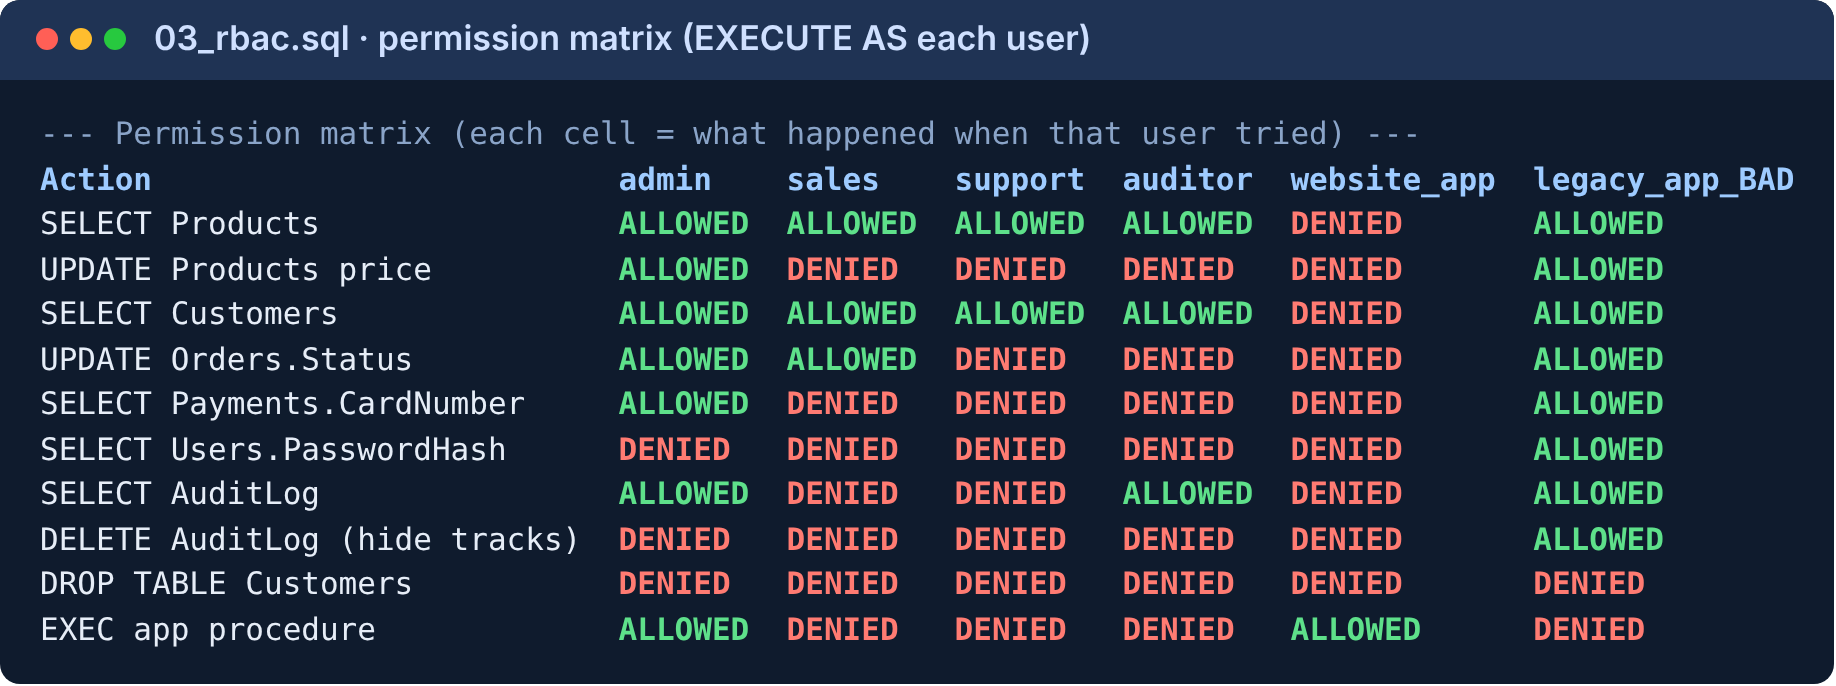 03_rbac.sql · permission matrix (EXECUTE AS each user)
--- Permission matrix (each cell = what happened when that user tried) ---
Action admin sales support auditor website_app legacy_app_BAD
SELECT Products ALLOWED ALLOWED ALLOWED ALLOWED DENIED ALLOWED
UPDATE Products price ALLOWED DENIED DENIED DENIED DENIED ALLOWED
SELECT Customers ALLOWED ALLOWED ALLOWED ALLOWED DENIED ALLOWED
UPDATE Orders.Status ALLOWED ALLOWED DENIED DENIED DENIED ALLOWED
SELECT Payments.CardNumber ALLOWED DENIED DENIED DENIED DENIED ALLOWED
SELECT Users.PasswordHash DENIED DENIED DENIED DENIED DENIED ALLOWED
SELECT AuditLog ALLOWED DENIED DENIED ALLOWED DENIED ALLOWED
DELETE AuditLog (hide tracks) DENIED DENIED DENIED DENIED DENIED ALLOWED
DROP TABLE Customers DENIED DENIED DENIED DENIED DENIED DENIED
EXEC app procedure ALLOWED DENIED DENIED DENIED ALLOWED DENIED